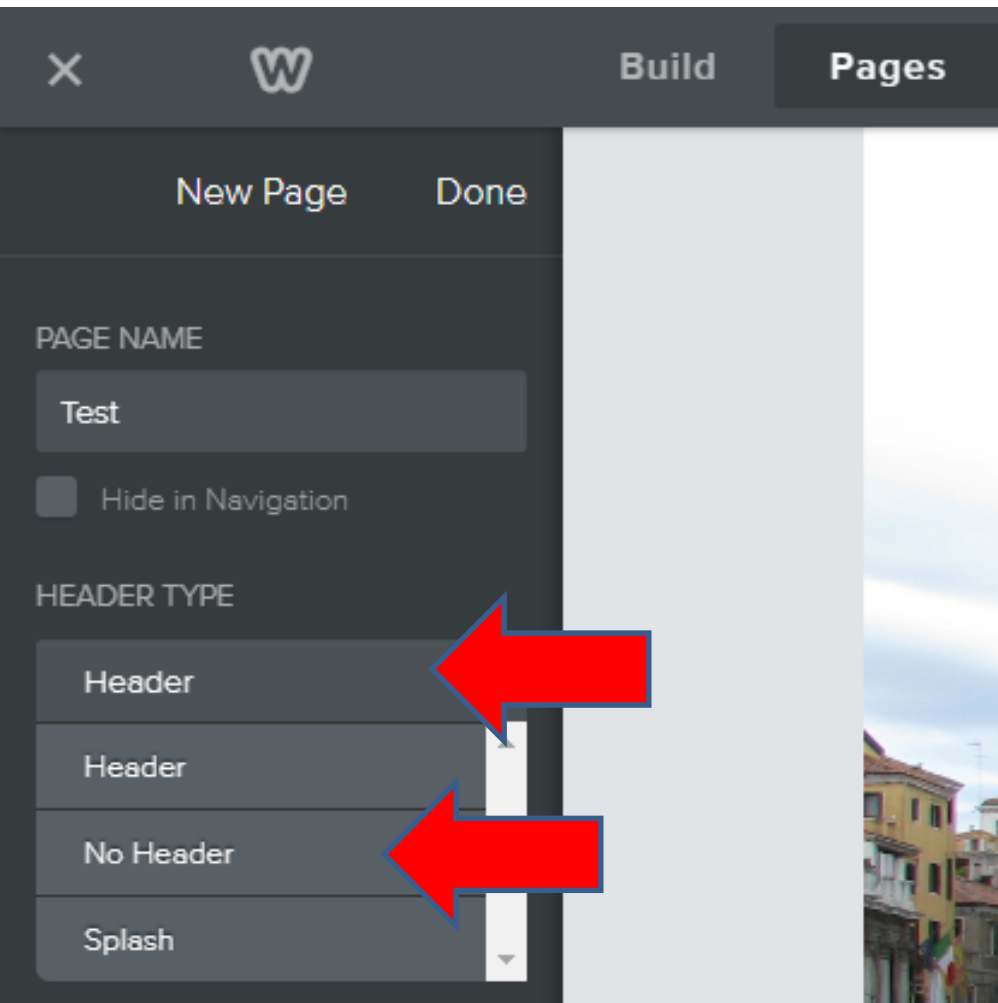 Build Pages
New Page Done
PAGE NAME
Test
Hide in Navigation
HEADER TYPE
Header
Header
No Header
Splash